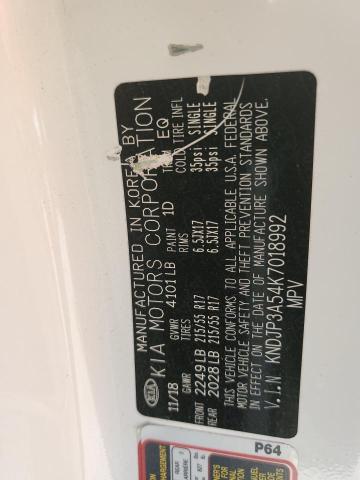 MANUFACTURED IN KOREA BY
KIA KIA MOTORS CORPORATION
11/18 GVWR 4101LB PAINT 1D TRIM EQ
GAWR TIRES RIMS COLD TIRE INFL
FRONT 2249LB 215/55 R17 6.5JX17 35psi SINGLE
REAR 2028LB 215/55 R17 6.5JX17 35psi SINGLE
THIS VEHICLE CONFORMS TO ALL APPLICABLE U.S.A. FEDERAL
MOTOR VEHICLE SAFETY AND THEFT PREVENTION STANDARDS
IN EFFECT ON THE DATE OF MANUFACTURE SHOWN ABOVE.
V.I.N KNDJP3A54K7018992
MPV
P64
REAR